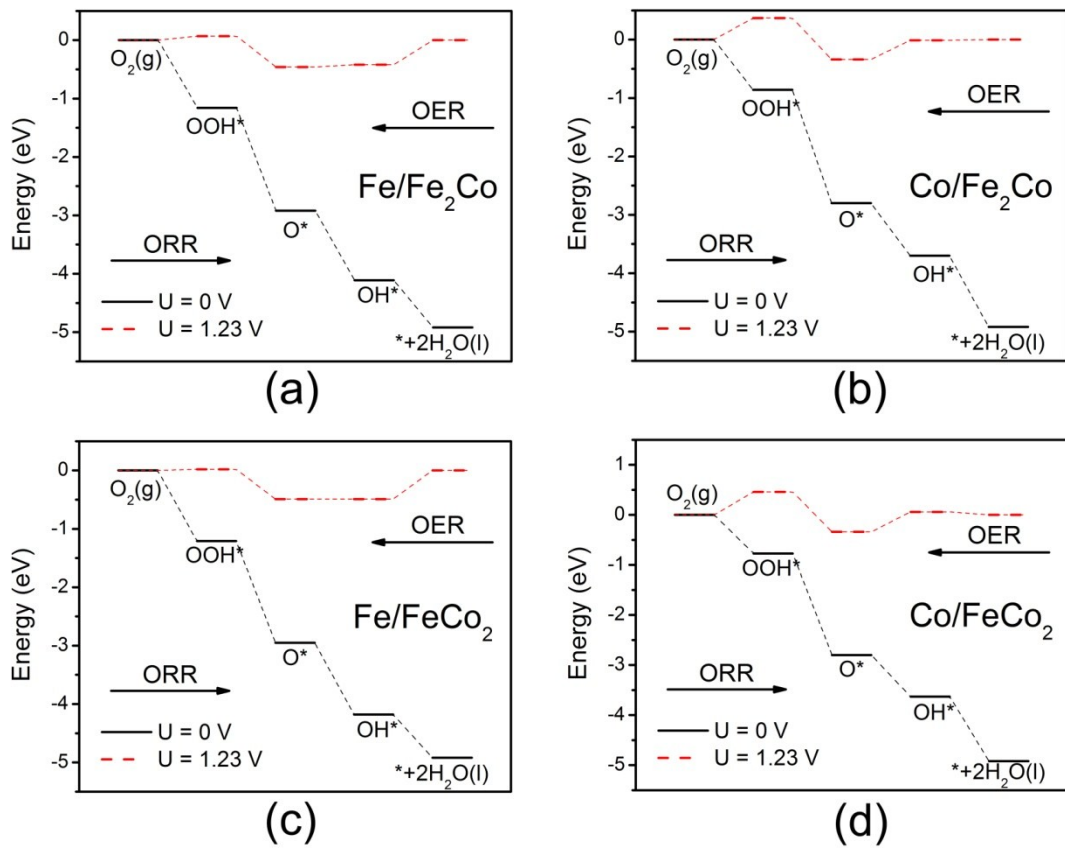 0
-1
-2
-3
-4
-5
Energy (eV)
O₂(g)
OOH*
OER
Fe/Fe₂Co
O*
ORR
OH*
U = 0 V
U = 1.23 V
*+2H₂O(l)
(a)
0
-1
-2
-3
-4
-5
Energy (eV)
O₂(g)
OOH*
OER
Co/Fe₂Co
O*
ORR
OH*
U = 0 V
U = 1.23 V
*+2H₂O(l)
(b)
0
-1
-2
-3
-4
-5
Energy (eV)
O₂(g)
OOH*
OER
Fe/FeCo₂
O*
ORR
OH*
U = 0 V
U = 1.23 V
*+2H₂O(l)
(c)
1
0
-1
-2
-3
-4
-5
Energy (eV)
O₂(g)
OOH*
OER
Co/FeCo₂
O*
ORR
OH*
U = 0 V
U = 1.23 V
*+2H₂O(l)
(d)